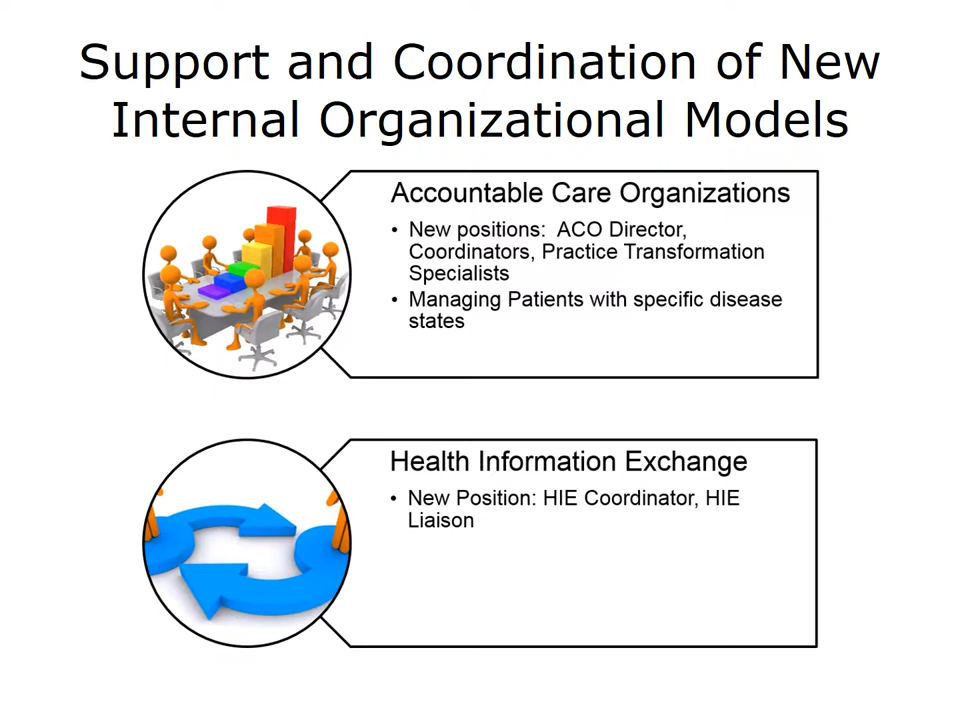 Support and Coordination of New
Internal Organizational Models
Accountable Care Organizations
• New positions:  ACO Director,
Coordinators, Practice Transformation
Specialists
• Managing Patients with specific disease
states
Health Information Exchange
• New Position: HIE Coordinator, HIE
Liaison